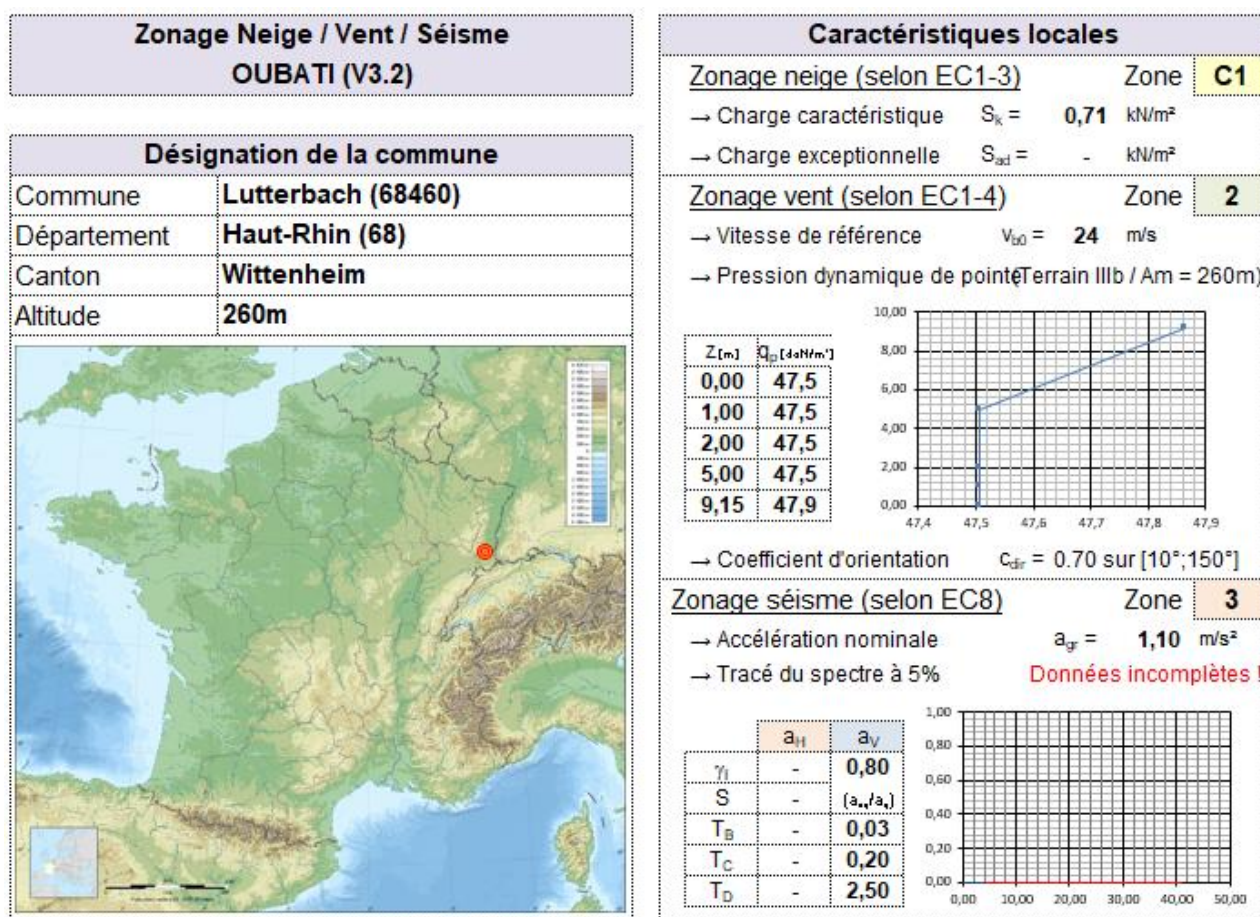 Zonage Neige / Vent / Séisme
OUBATI (V3.2)
Désignation de la commune
Commune Lutterbach (68460)
Département Haut-Rhin (68)
Canton Wittenheim
Altitude 260m
Caractéristiques locales
Zonage neige (selon EC1-3) Zone C1
→ Charge caractéristique Sk = 0,71 kN/m²
→ Charge exceptionnelle Sad = - kN/m²
Zonage vent (selon EC1-4) Zone 2
→ Vitesse de référence vb0 = 24 m/s
→ Pression dynamique de pointe (Terrain IIIb / Am = 260m)
Z [m] qp [daN/m²]
0,00 47,5
1,00 47,5
2,00 47,5
5,00 47,5
9,15 47,9
10,00
8,00
6,00
4,00
2,00
0,00
47,4 47,5 47,6 47,7 47,8 47,9
→ Coefficient d'orientation cdir = 0.70 sur [10°;150°]
Zonage séisme (selon EC8) Zone 3
→ Accélération nominale agr = 1,10 m/s²
→ Tracé du spectre à 5% Données incomplètes !
aH aV
γI - 0,80
S - (avg/ag)
TB - 0,03
TC - 0,20
TD - 2,50
1,00
0,80
0,60
0,40
0,20
0,00
0,00 10,00 20,00 30,00 40,00 50,00